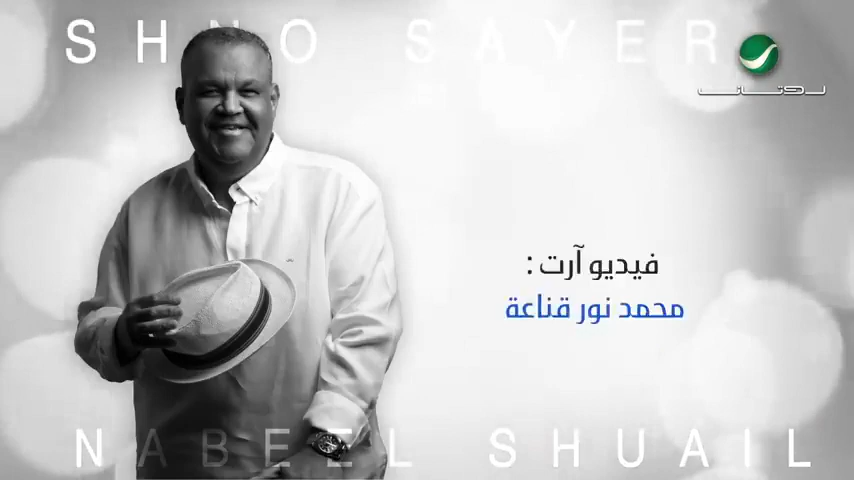 SHNO SAYER
روتانا
فيديو آرت :
محمد نور قناعة
NABEEL SHUAIL